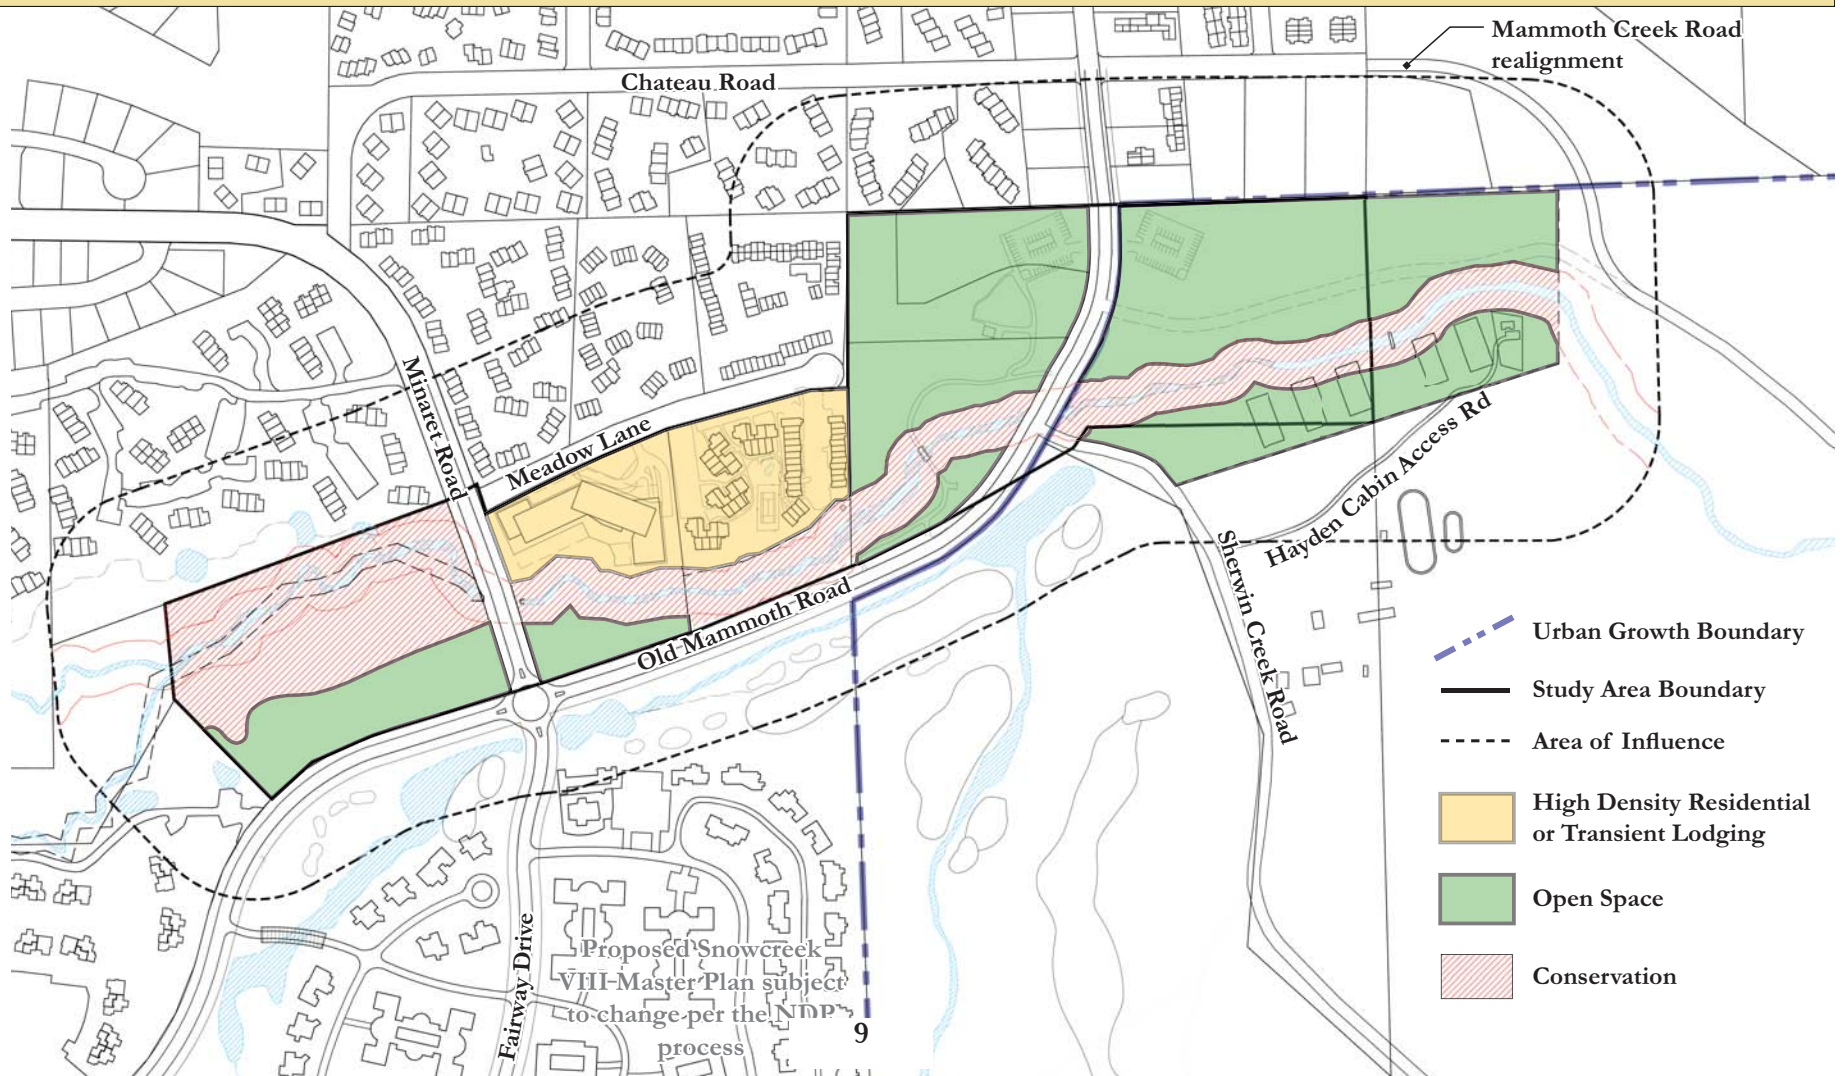 Mammoth Creek Road
realignment
Chateau Road
Minaret Road
Meadow Lane
Old Mammoth Road
Hayden Cabin Access Rd
Sherwin Creek Road
Fairway Drive
Proposed Snowcreek
VIII Master Plan subject
to change per the NDP
process
9
Urban Growth Boundary
Study Area Boundary
Area of Influence
High Density Residential
or Transient Lodging
Open Space
Conservation